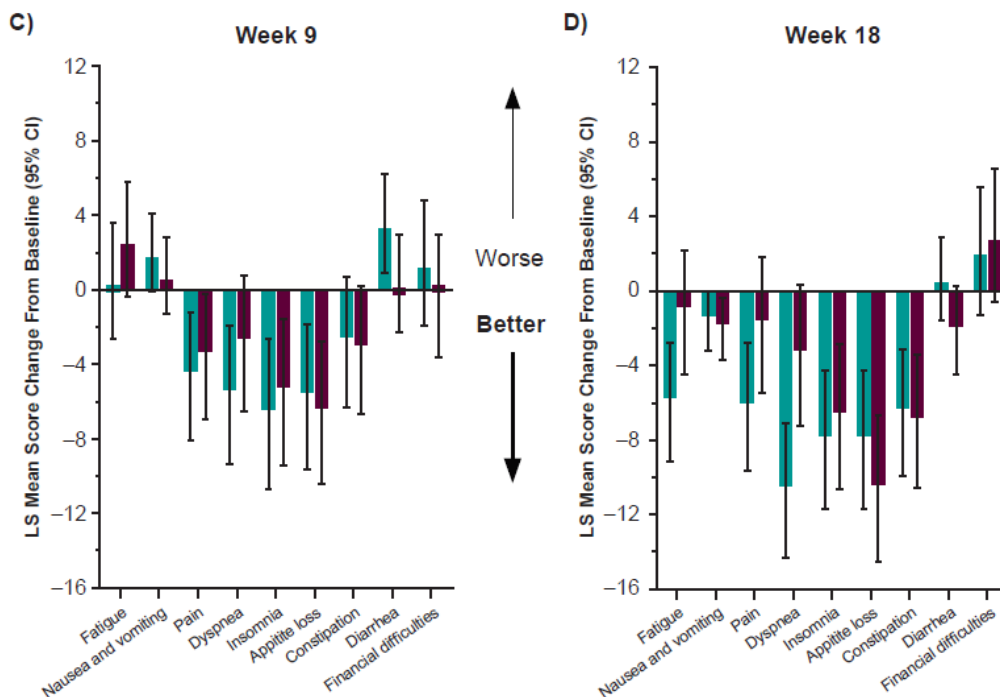 C)
Week 9
LS Mean Score Change From Baseline (95% CI)
12
8
4
0
–4
–8
–12
–16
Fatigue
Nausea and vomiting
Pain
Dyspnea
Insomnia
Appitite loss
Constipation
Diarrhea
Financial difficulties
Worse
Better
D)
Week 18
LS Mean Score Change From Baseline (95% CI)
12
8
4
0
–4
–8
–12
–16
Fatigue
Nausea and vomiting
Pain
Dyspnea
Insomnia
Appitite loss
Constipation
Diarrhea
Financial difficulties